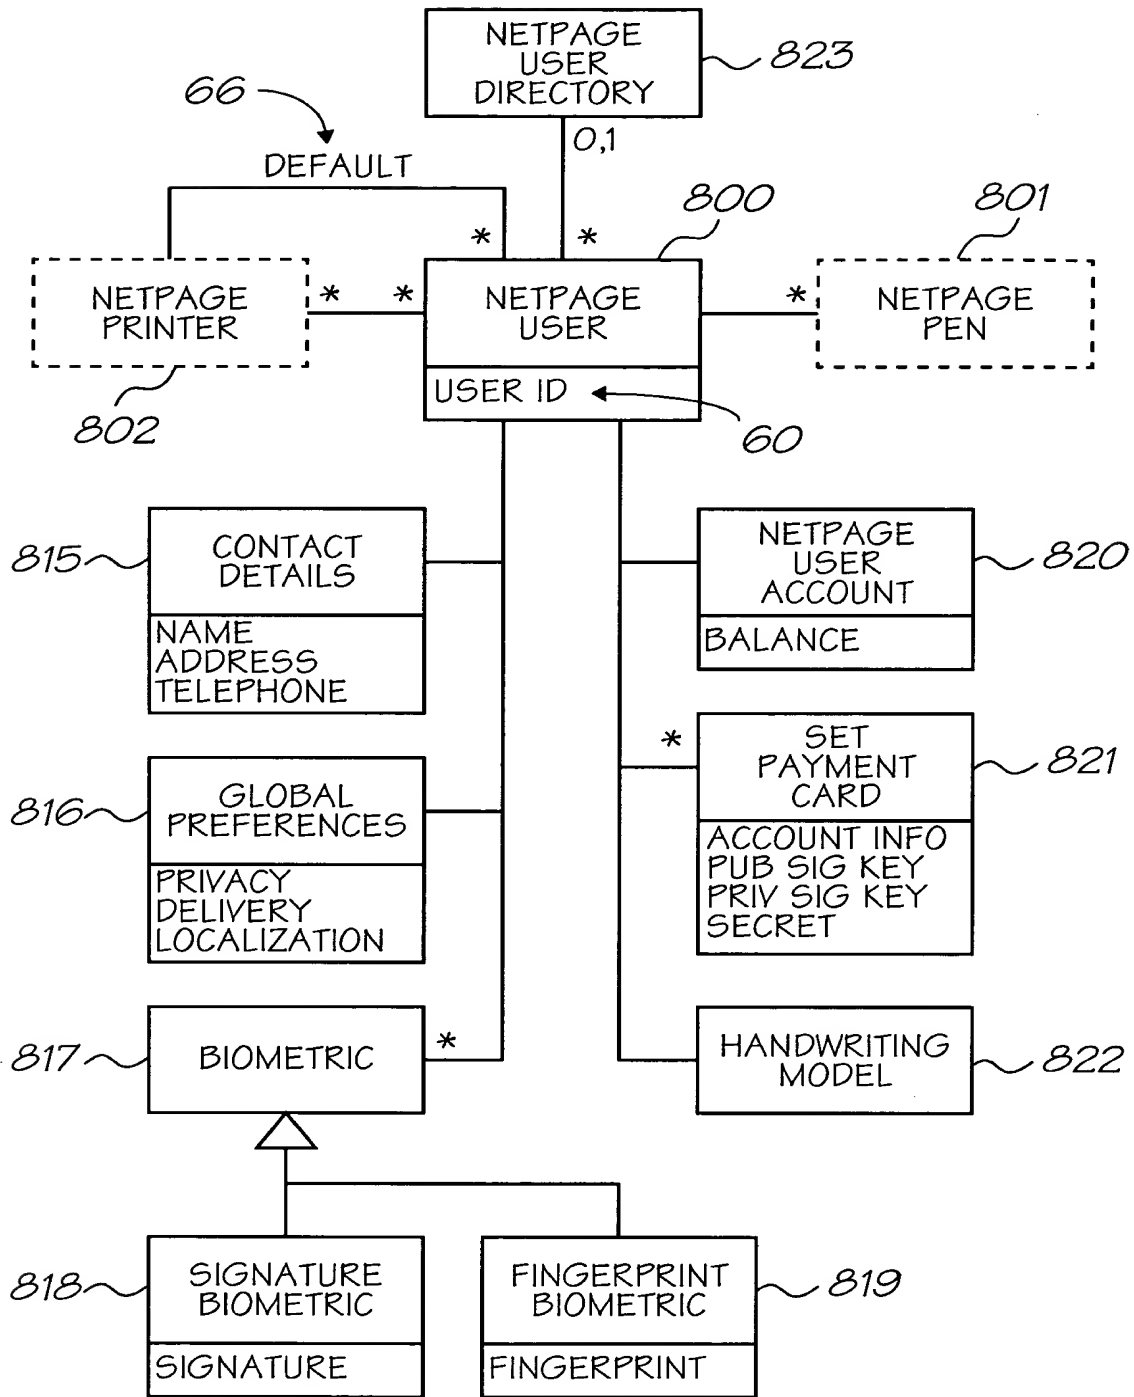 NETPAGE
USER
DIRECTORY
823
66
0,1
DEFAULT
800
801
*
*
NETPAGE
PRINTER
*
*
NETPAGE
USER
*
NETPAGE
PEN
USER ID
802
60
815
CONTACT
DETAILS
NAME
ADDRESS
TELEPHONE
NETPAGE
USER
ACCOUNT
820
BALANCE
816
GLOBAL
PREFERENCES
PRIVACY
DELIVERY
LOCALIZATION
*
SET
PAYMENT
CARD
821
ACCOUNT INFO
PUB SIG KEY
PRIV SIG KEY
SECRET
817
BIOMETRIC
*
HANDWRITING
MODEL
822
818
SIGNATURE
BIOMETRIC
SIGNATURE
FINGERPRINT
BIOMETRIC
819
FINGERPRINT